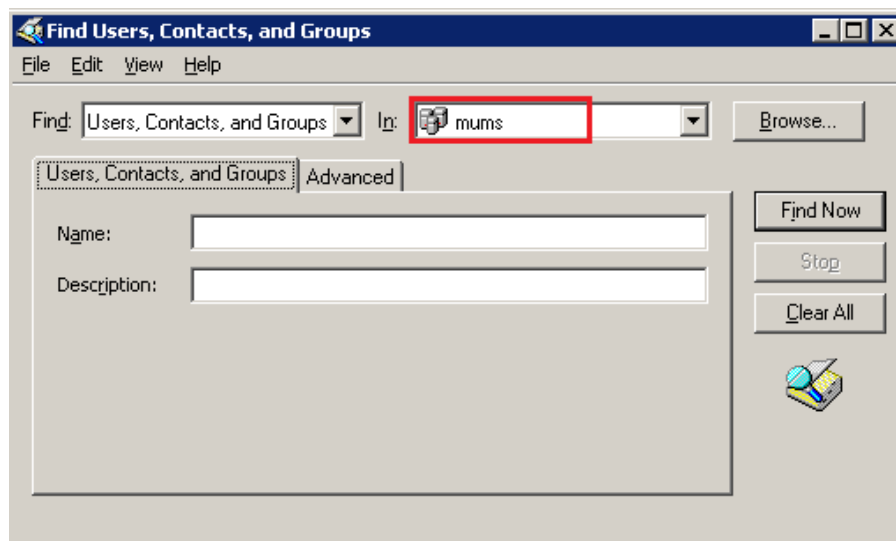 Find Users, Contacts, and Groups
File Edit View Help
Find: Users, Contacts, and Groups In: mums Browse...
Users, Contacts, and Groups Advanced
Name:
Description:
Find Now
Stop
Clear All